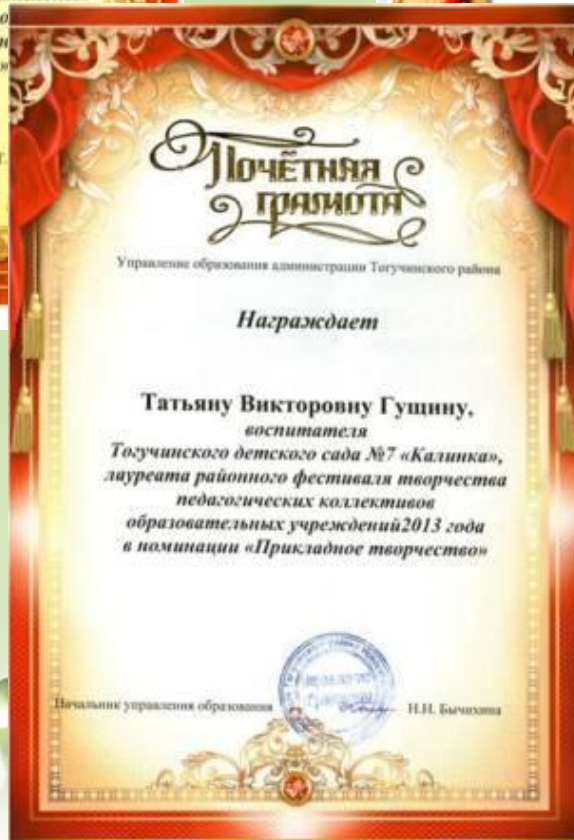 Почётная
грамота
Управление образования администрации Тогучинского района
Награждает
Татьяну Викторовну Гущину,
воспитателя
Тогучинского детского сада №7 «Калинка»,
лауреата районного фестиваля творчества
педагогических коллективов
образовательных учреждений2013 года
в номинации «Прикладное творчество»
Начальник управления образования Н.Н. Бычихина